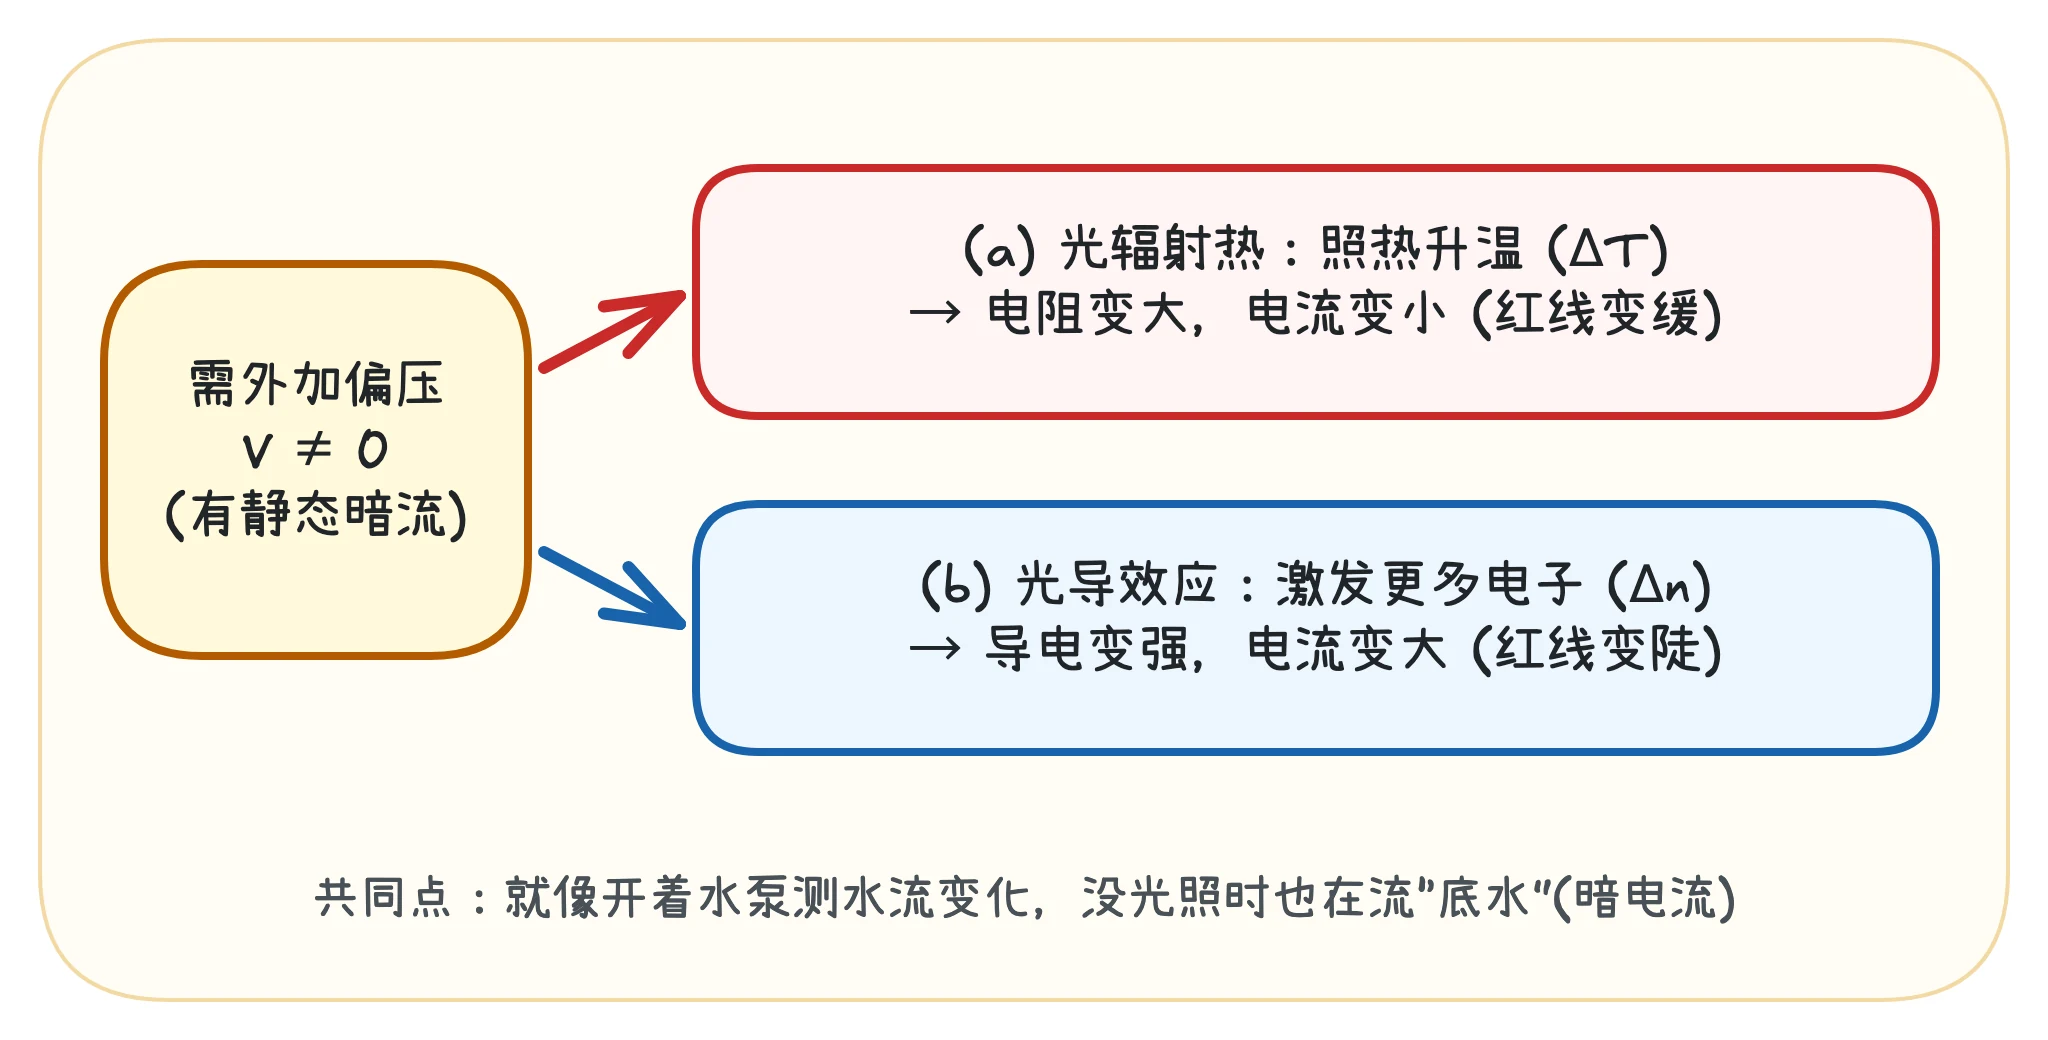 需外加偏压
V ≠ 0
(有静态暗流)
(a) 光辐射热：照热升温 (ΔT)
→ 电阻变大，电流变小 (红线变缓)
(b) 光导效应：激发更多电子 (Δn)
→ 导电变强，电流变大 (红线变陡)
共同点：就像开着水泵测水流变化，没光照时也在流”底水“(暗电流)